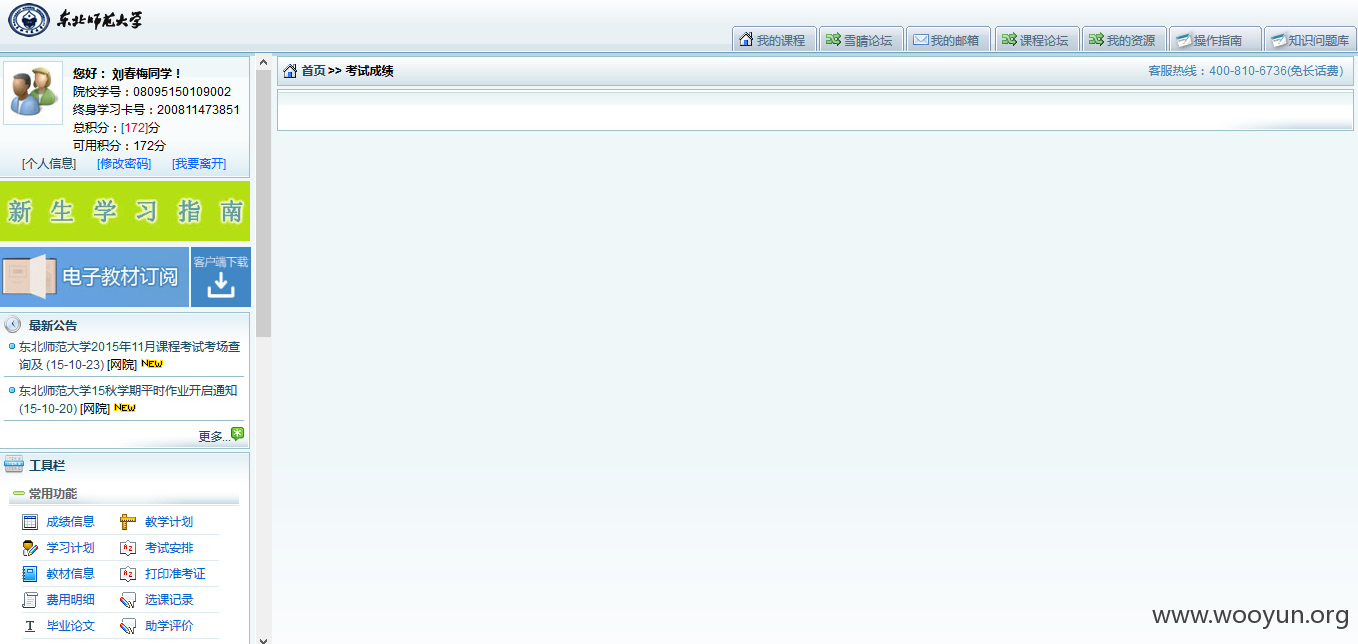 东北师范大学
我的课程
雪晴论坛
我的邮箱
课程论坛
我的资源
操作指南
知识问题库
您好： 刘春梅同学！
院校学号：08095150109002
终身学习卡号：200811473851
总积分：[172]分
可用积分：172分
[个人信息] [修改密码] [我要离开]
首页>> 考试成绩
客服热线：400-810-6736(免长话费)
新生学习指南
电子教材订阅
客户端下载
最新公告
东北师范大学2015年11月课程考试考场查
询及 (15-10-23) [网院] NEW
东北师范大学15秋学期平时作业开启通知
(15-10-20) [网院] NEW
更多...
工具栏
常用功能
成绩信息 教学计划
学习计划 考试安排
教材信息 打印准考证
费用明细 选课记录
毕业论文 助学评价
www.wooyun.org